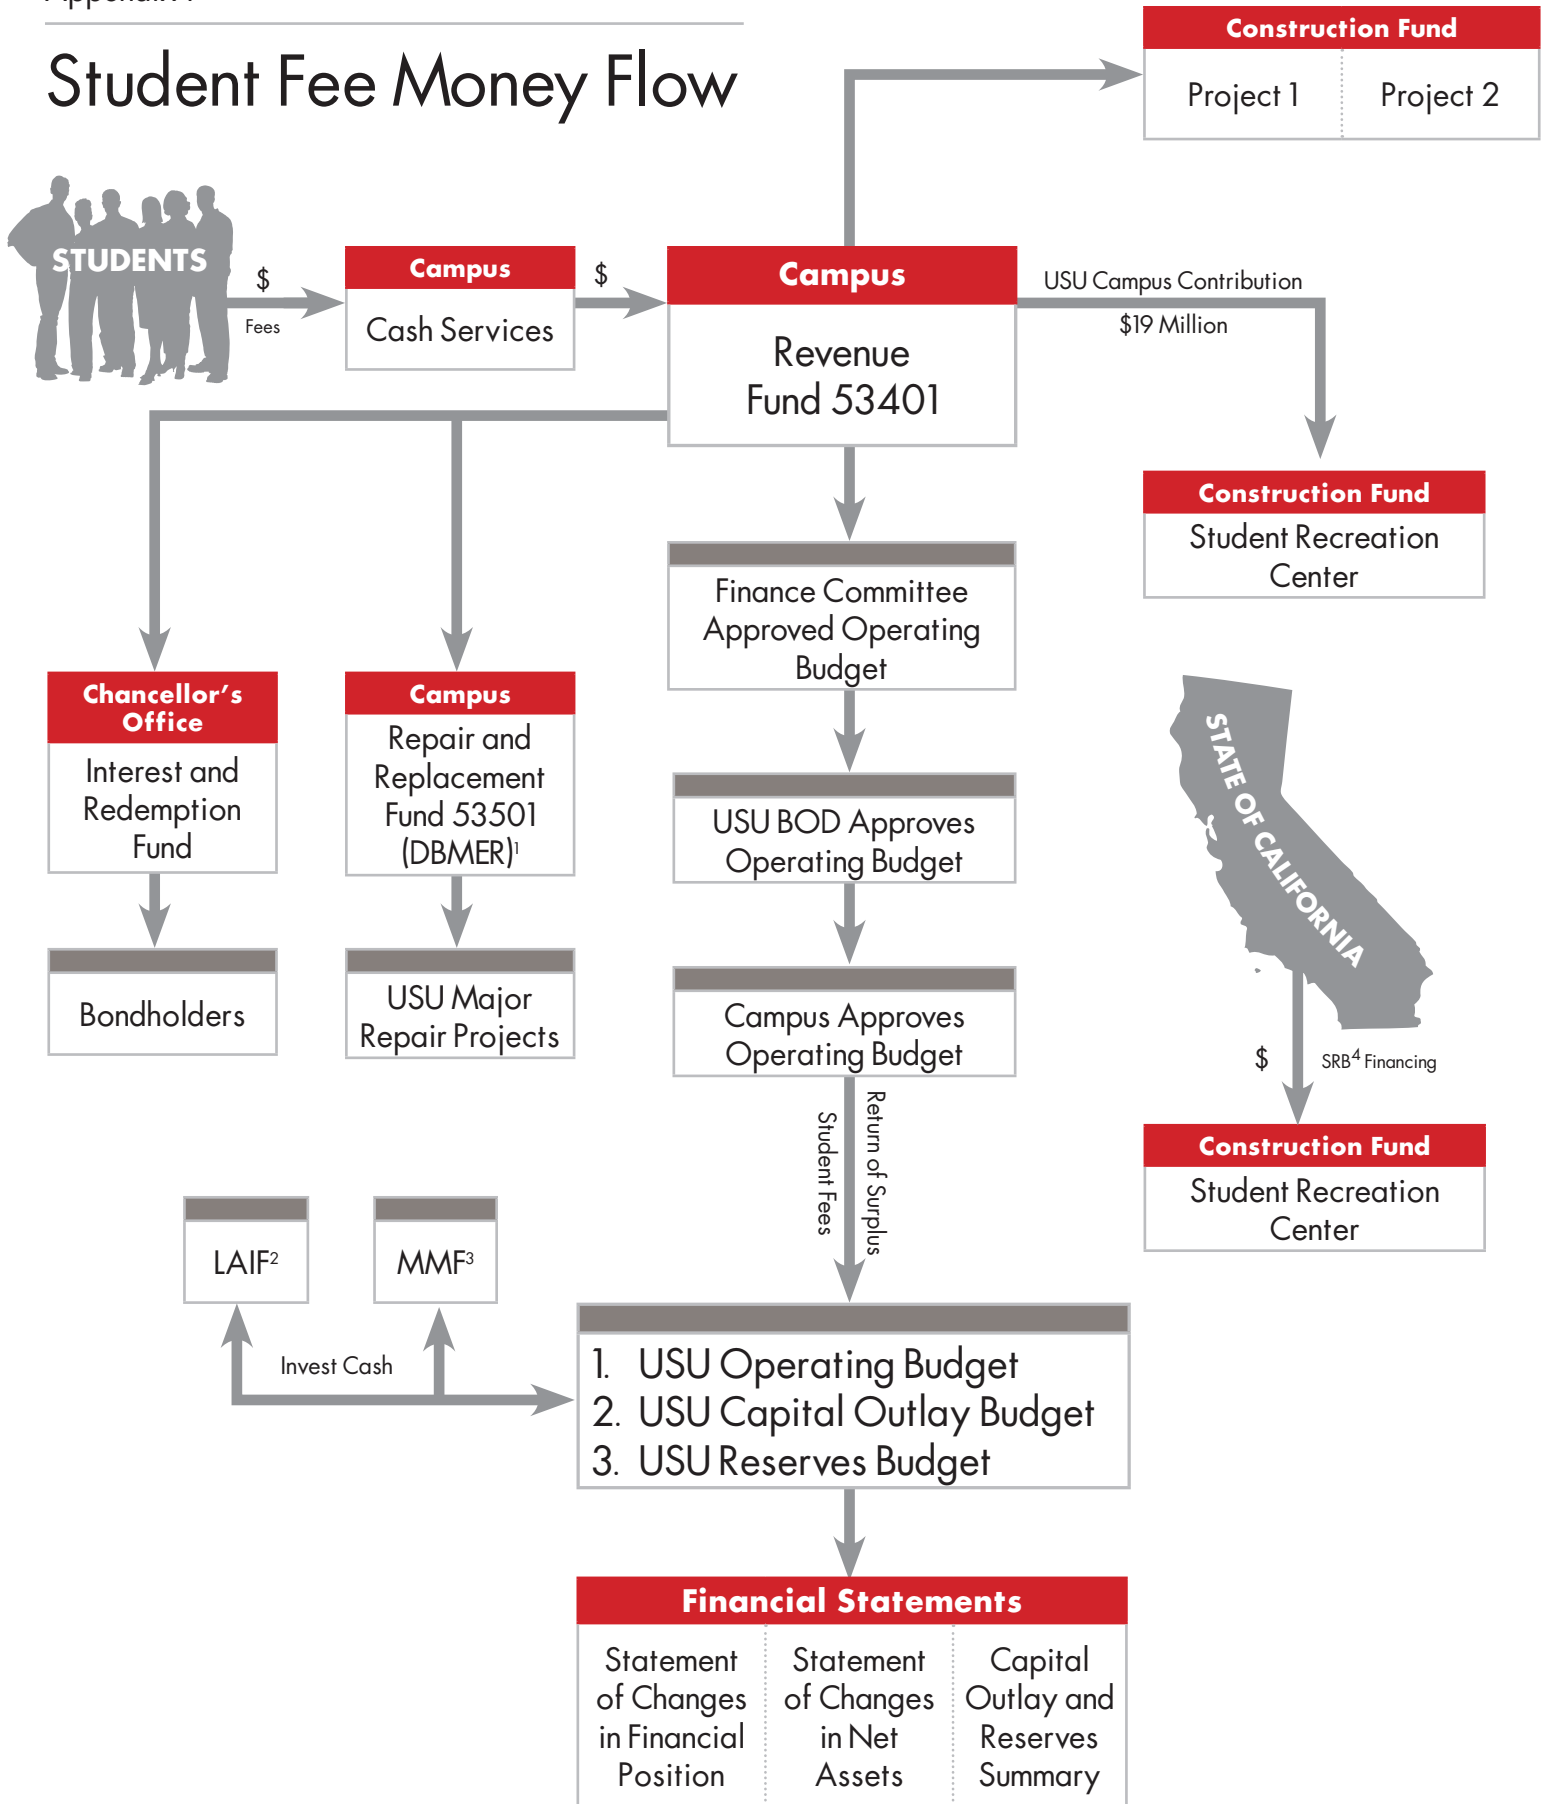 Student Fee Money Flow
Construction Fund
Project 1
Project 2
STUDENTS
$
Fees
Campus
Cash Services
$
Campus
Revenue
Fund 53401
USU Campus Contribution
$19 Million
Construction Fund
Student Recreation
Center
Finance Committee
Approved Operating
Budget
Chancellor's
Office
Interest and
Redemption
Fund
Campus
Repair and
Replacement
Fund 53501
(DBMER)¹
USU BOD Approves
Operating Budget
STATE OF CALIFORNIA
Bondholders
USU Major
Repair Projects
Campus Approves
Operating Budget
$
SRB⁴ Financing
Construction Fund
Student Recreation
Center
Student Fees
Return of Surplus
LAIF²
MMF³
Invest Cash
1. USU Operating Budget
2. USU Capital Outlay Budget
3. USU Reserves Budget
Financial Statements
Statement
of Changes
in Financial
Position
Statement
of Changes
in Net
Assets
Capital
Outlay and
Reserves
Summary